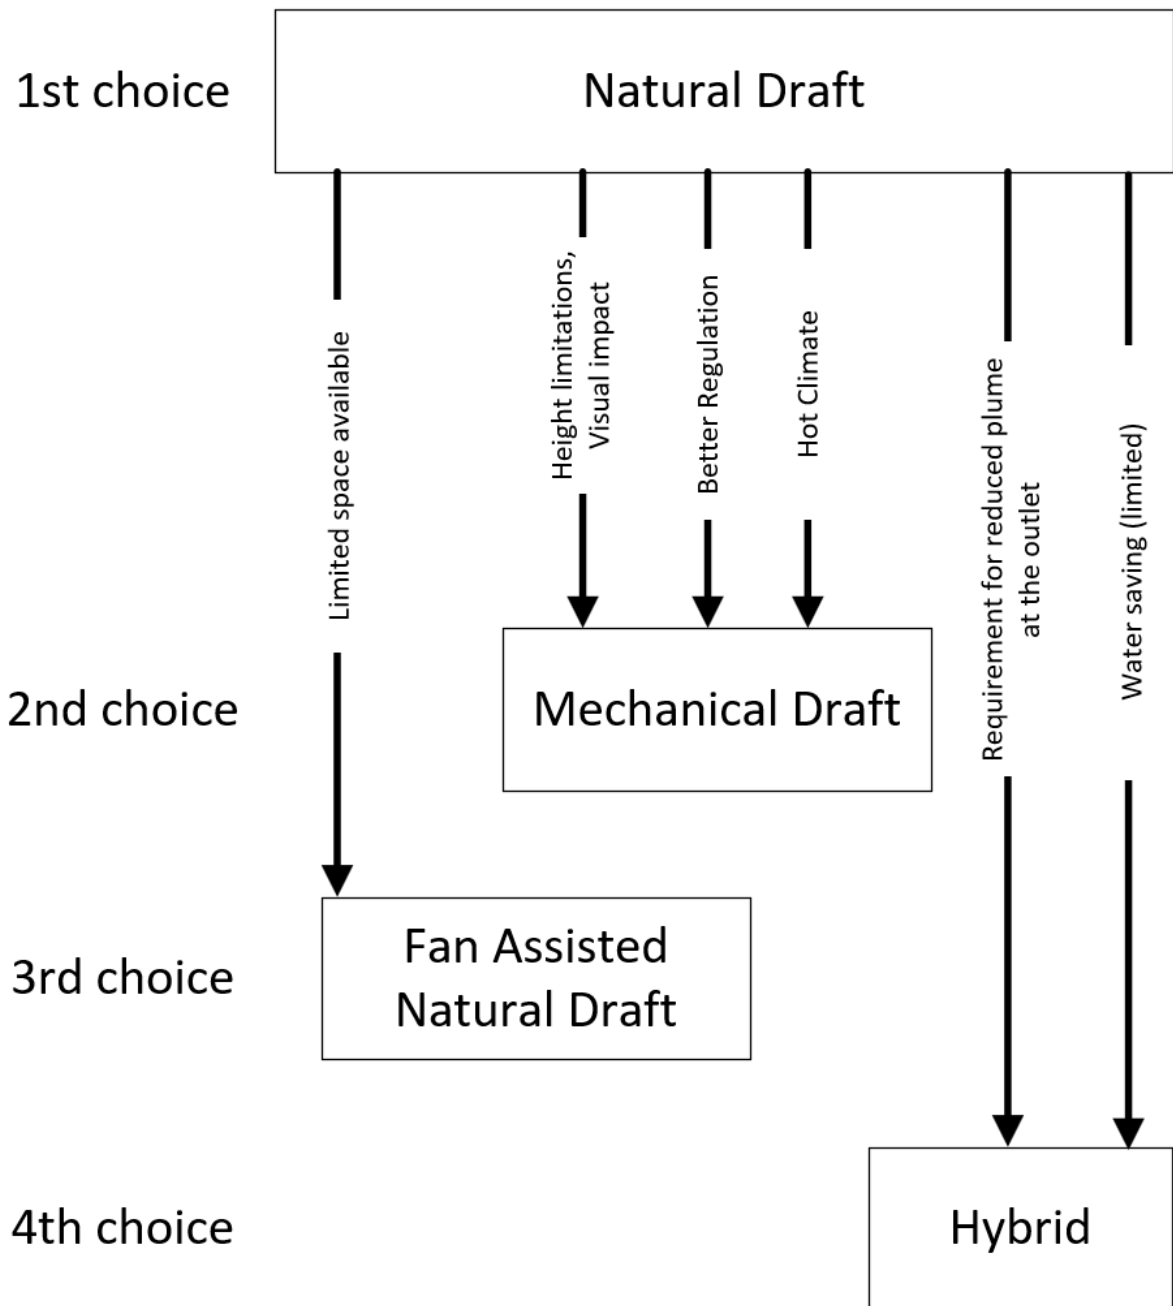 1st choice
Natural Draft
Limited space available
Height limitations,
Visual impact
Better Regulation
Hot Climate
Requirement for reduced plume
at the outlet
Water saving (limited)
2nd choice
Mechanical Draft
3rd choice
Fan Assisted
Natural Draft
4th choice
Hybrid